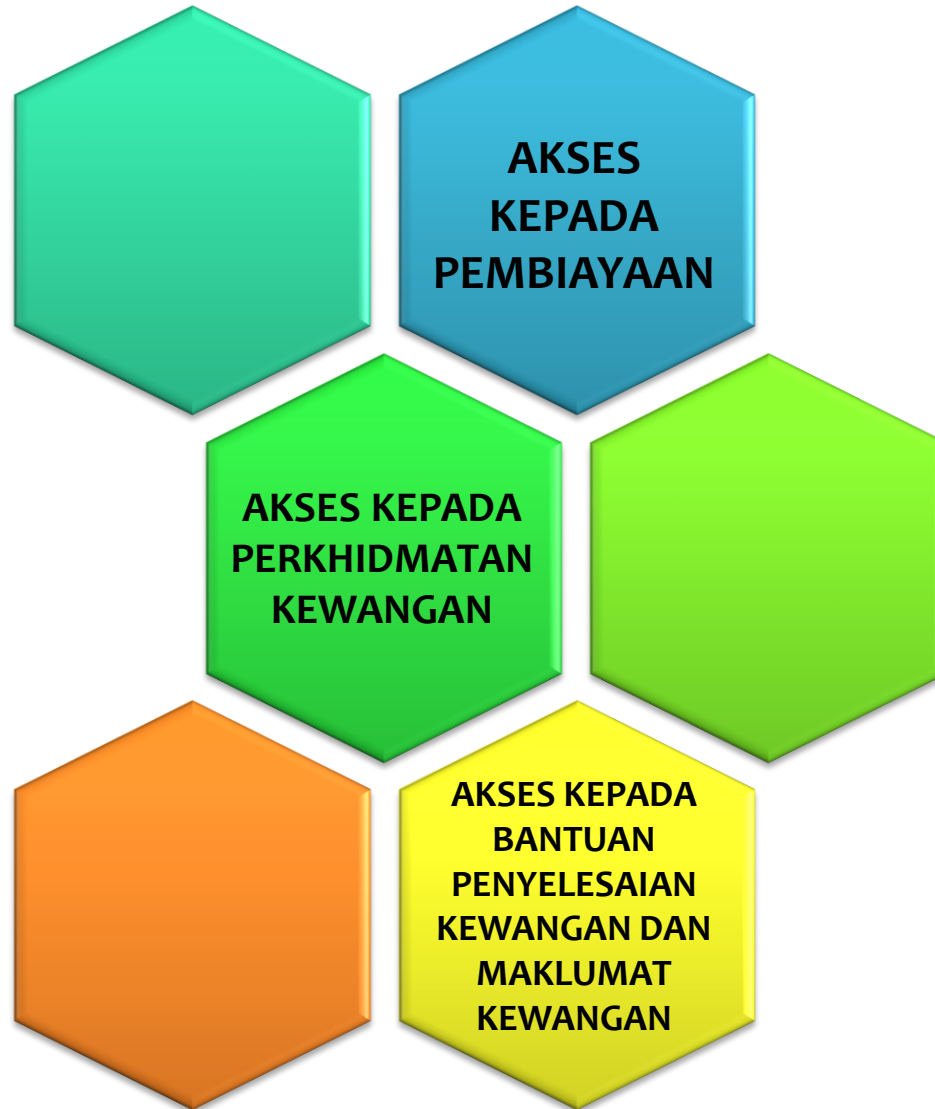 AKSES
KEPADA
PEMBIAYAAN
AKSES KEPADA
PERKHIDMATAN
KEWANGAN
AKSES KEPADA
BANTUAN
PENYELESAIAN
KEWANGAN DAN
MAKLUMAT
KEWANGAN